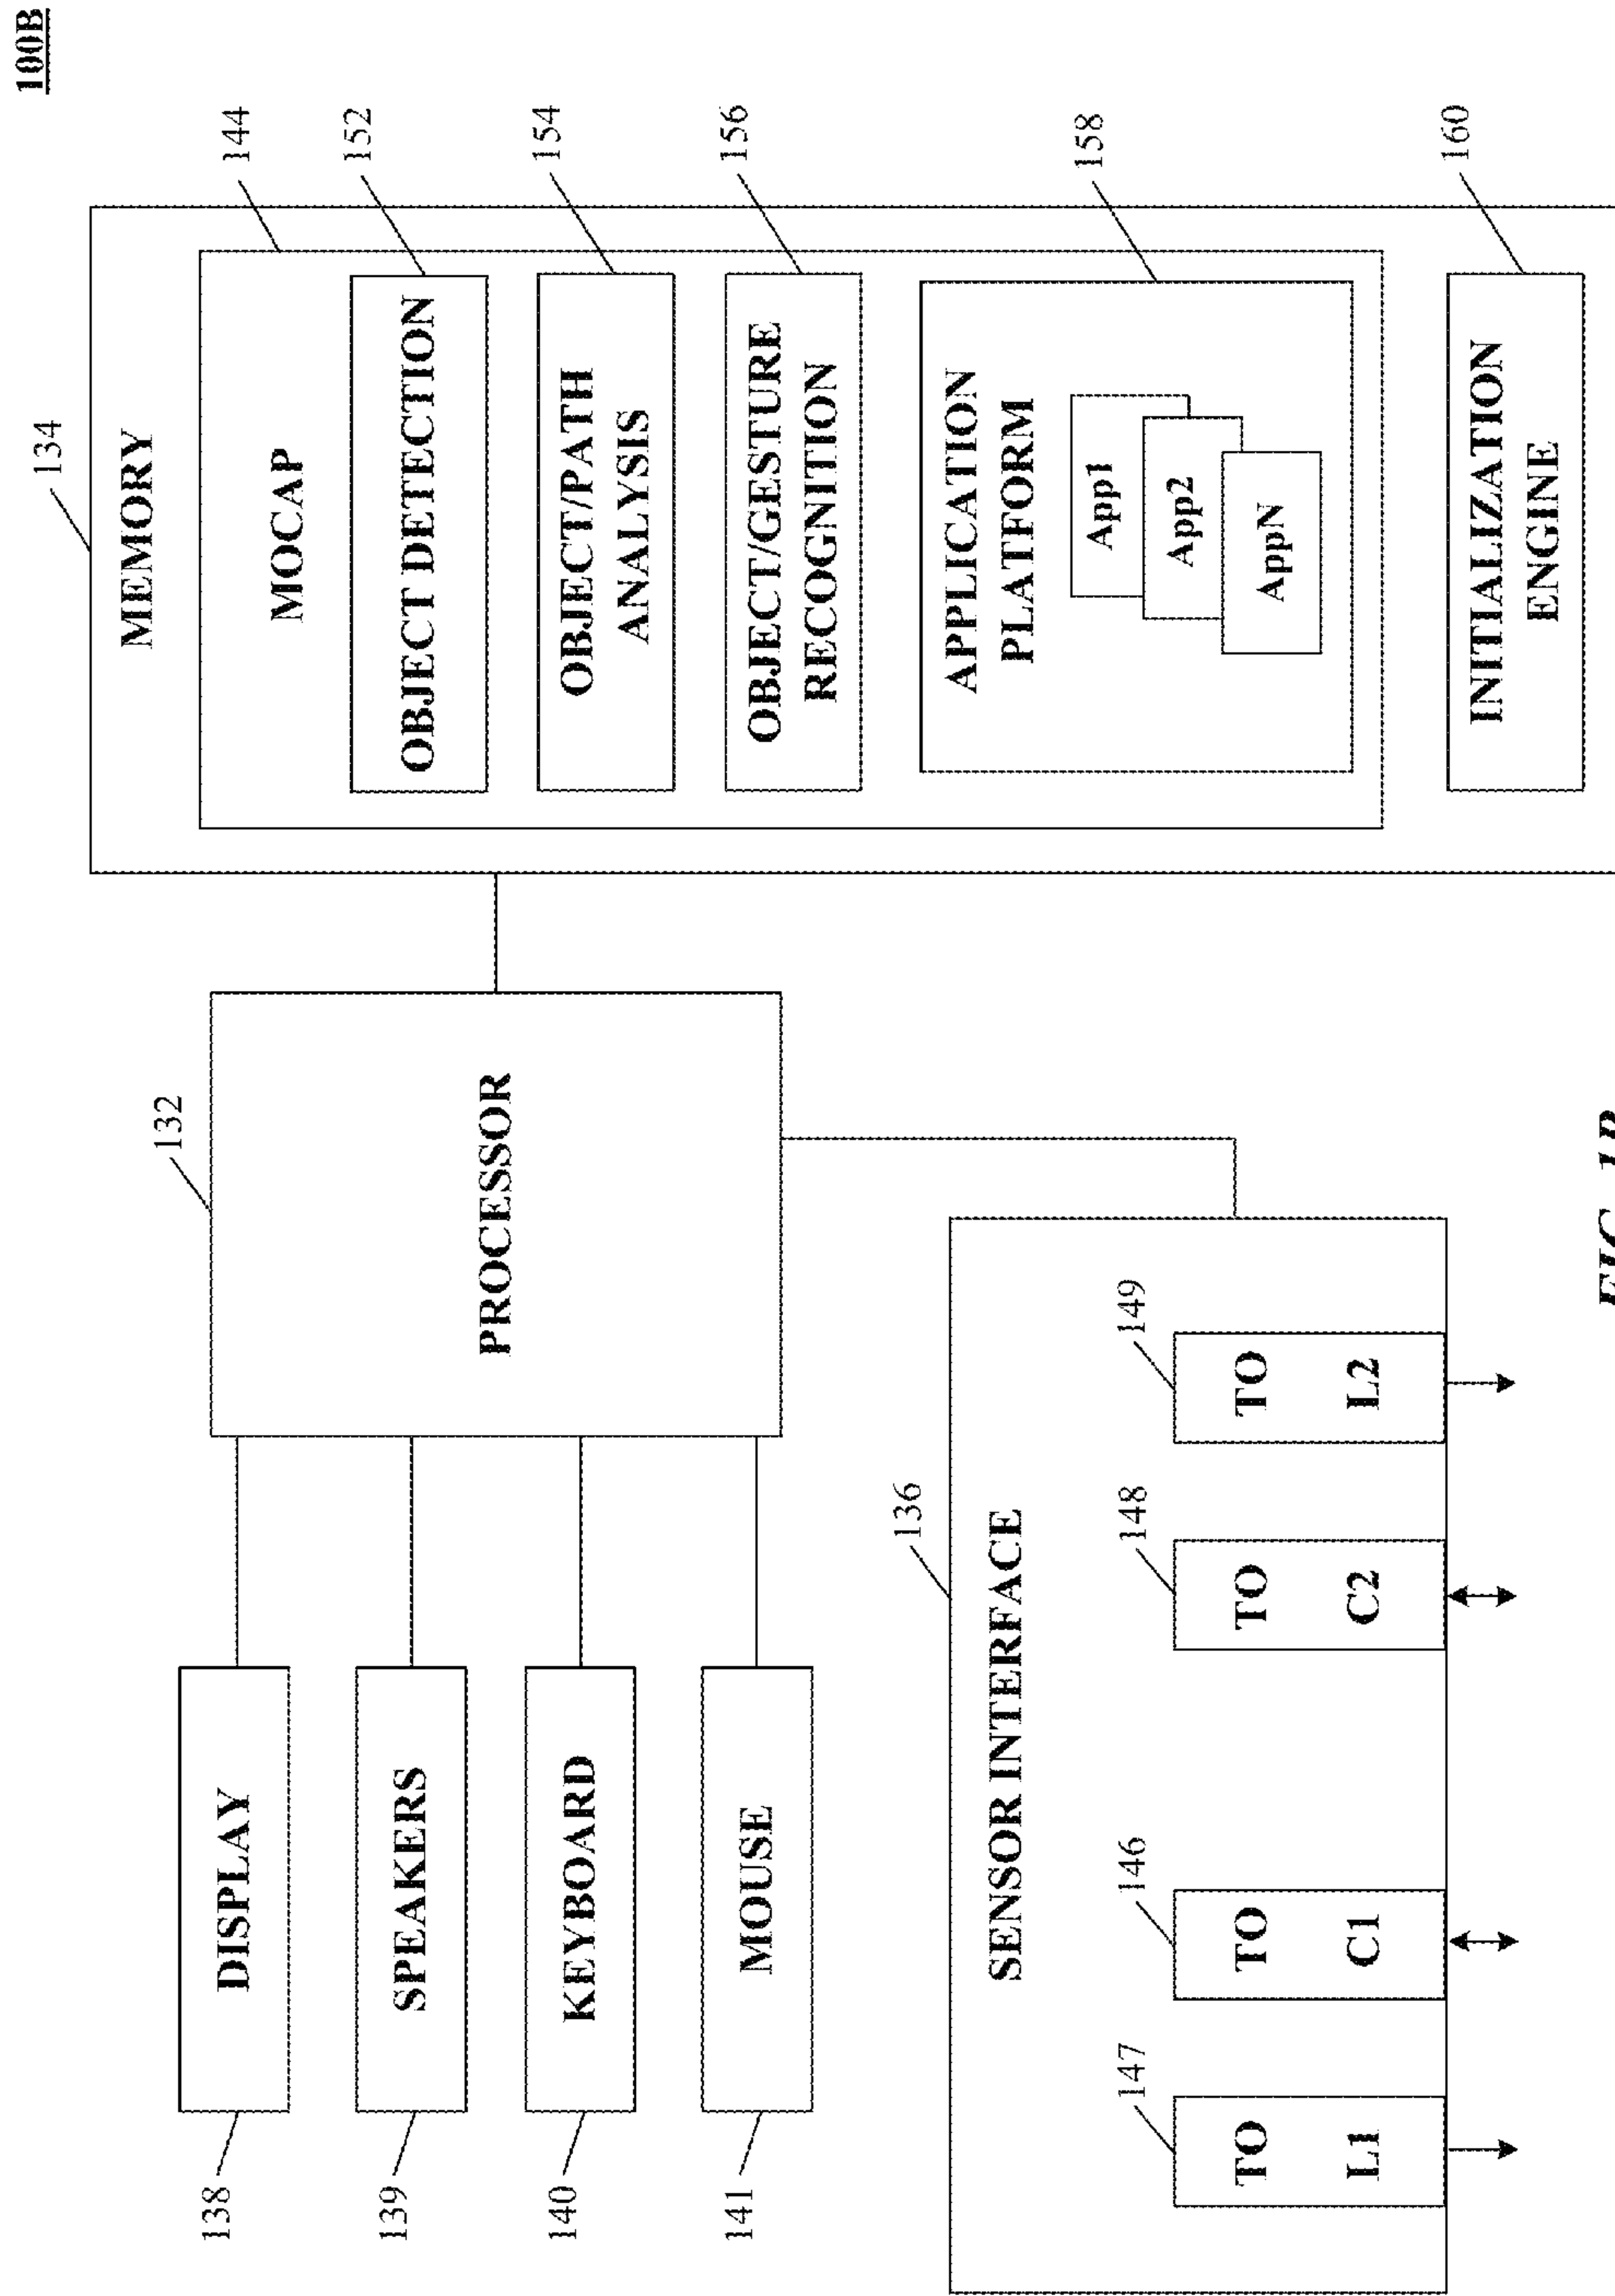 100B
134
MEMORY
144
MOCAP
152
OBJECT DETECTION
154
OBJECT/PATH
ANALYSIS
156
OBJECT/GESTURE
RECOGNITION
158
APPLICATION
PLATFORM
App1
App2
AppN
160
INITIALIZATION
ENGINE
132
PROCESSOR
138
DISPLAY
139
SPEAKERS
140
KEYBOARD
141
MOUSE
136
SENSOR INTERFACE
147
TO
L1
146
TO
C1
148
TO
C2
149
TO
L2